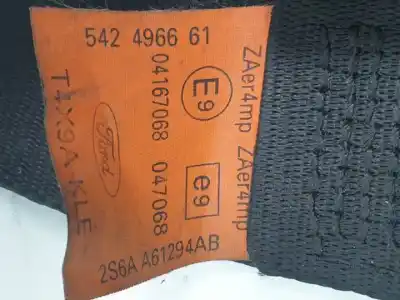 542 4966 61
T4X9A KLE
Ford
04167068 047068
E9
e9
ZAer4mp ZAer4mp
2S6A A61294AB